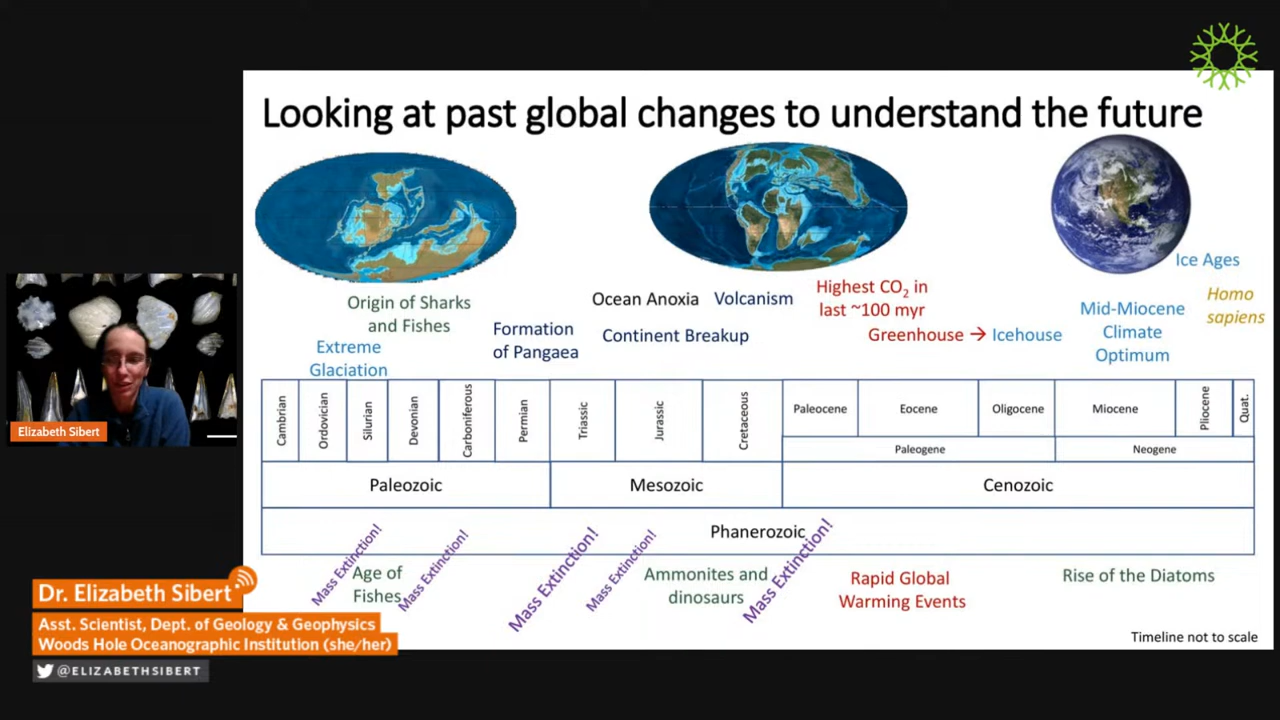 Looking at past global changes to understand the future
Ice Ages
Origin of Sharks
and Fishes
Extreme
Glaciation
Formation
of Pangaea
Ocean Anoxia
Volcanism
Continent Breakup
Highest CO₂ in
last ~100 myr
Greenhouse → Icehouse
Mid-Miocene
Climate
Optimum
Homo
sapiens
Cambrian
Ordovician
Silurian
Devonian
Carboniferous
Permian
Triassic
Jurassic
Cretaceous
Paleocene
Eocene
Oligocene
Miocene
Pliocene
Quat.
Paleogene
Neogene
Paleozoic
Mesozoic
Cenozoic
Phanerozoic
Mass Extinction!
Age of
Fishes
Mass Extinction!
Mass Extinction!
Mass Extinction!
Ammonites and
dinosaurs
Mass Extinction!
Rapid Global
Warming Events
Rise of the Diatoms
Timeline not to scale
Elizabeth Sibert
Dr. Elizabeth Sibert
Asst. Scientist, Dept. of Geology & Geophysics
Woods Hole Oceanographic Institution (she/her)
@ELIZABETHSIBERT